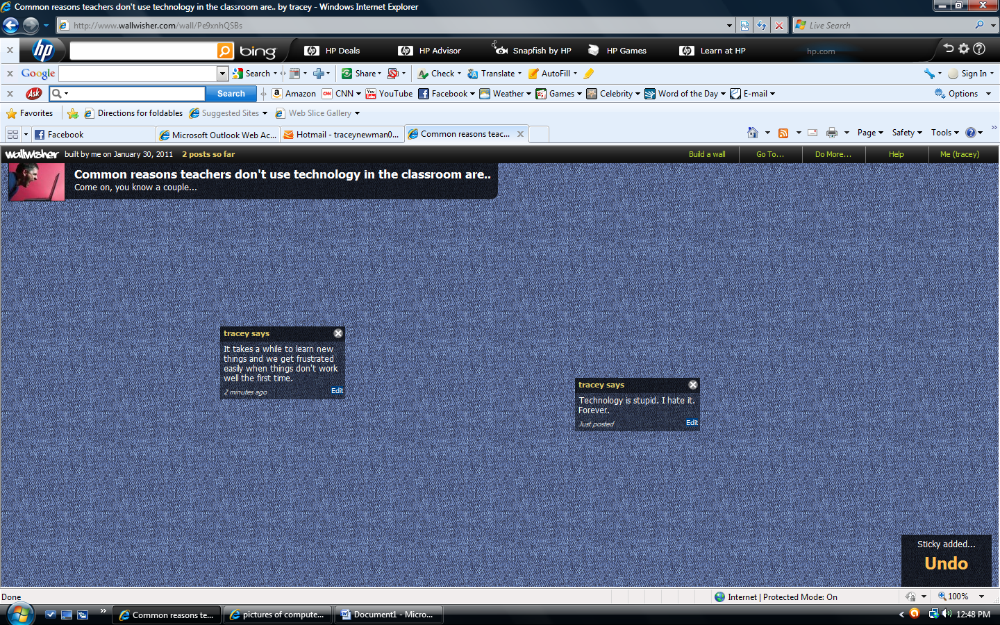 Common reasons teachers don't use technology in the classroom are.. by tracey - Windows Internet Explorer
http://www.wallwisher.com/wall/Pe9xnhQSBs
Live Search
x hp bing HP Deals HP Advisor Snapfish by HP HP Games Learn at HP hp.com
x Google Search Share Check Translate AutoFill Sign In
x Ask Search Amazon CNN YouTube Facebook Weather Games Celebrity Word of the Day E-mail Options
Favorites Directions for foldables Suggested Sites Web Slice Gallery
Facebook Microsoft Outlook Web Ac... Hotmail - traceynewman0... Common reasons teac... Page Safety Tools
wallwisher built by me on January 30, 2011 2 posts so far Build a wall Go To... Do More... Help Me (tracey)
Common reasons teachers don't use technology in the classroom are..
Come on, you know a couple...
tracey says
It takes a while to learn new
things and we get frustrated
easily when things don't work
well the first time.
2 minutes ago Edit
tracey says
Technology is stupid. I hate it.
Forever.
Just posted Edit
Sticky added...
Undo
Done Internet | Protected Mode: On 100%
Common reasons te... pictures of compute... Document1 - Micro... 12:48 PM